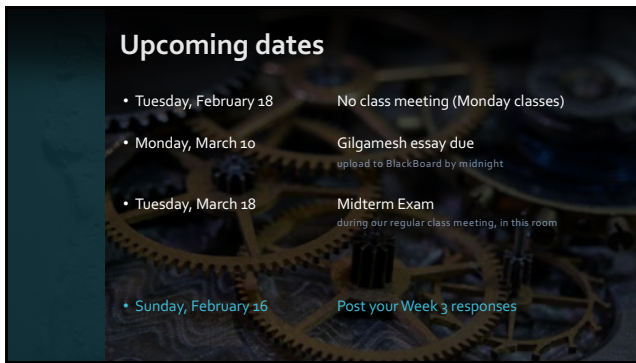 Upcoming dates
• Tuesday, February 18 No class meeting (Monday classes)
• Monday, March 10 Gilgamesh essay due
upload to BlackBoard by midnight
• Tuesday, March 18 Midterm Exam
during our regular class meeting, in this room
• Sunday, February 16 Post your Week 3 responses